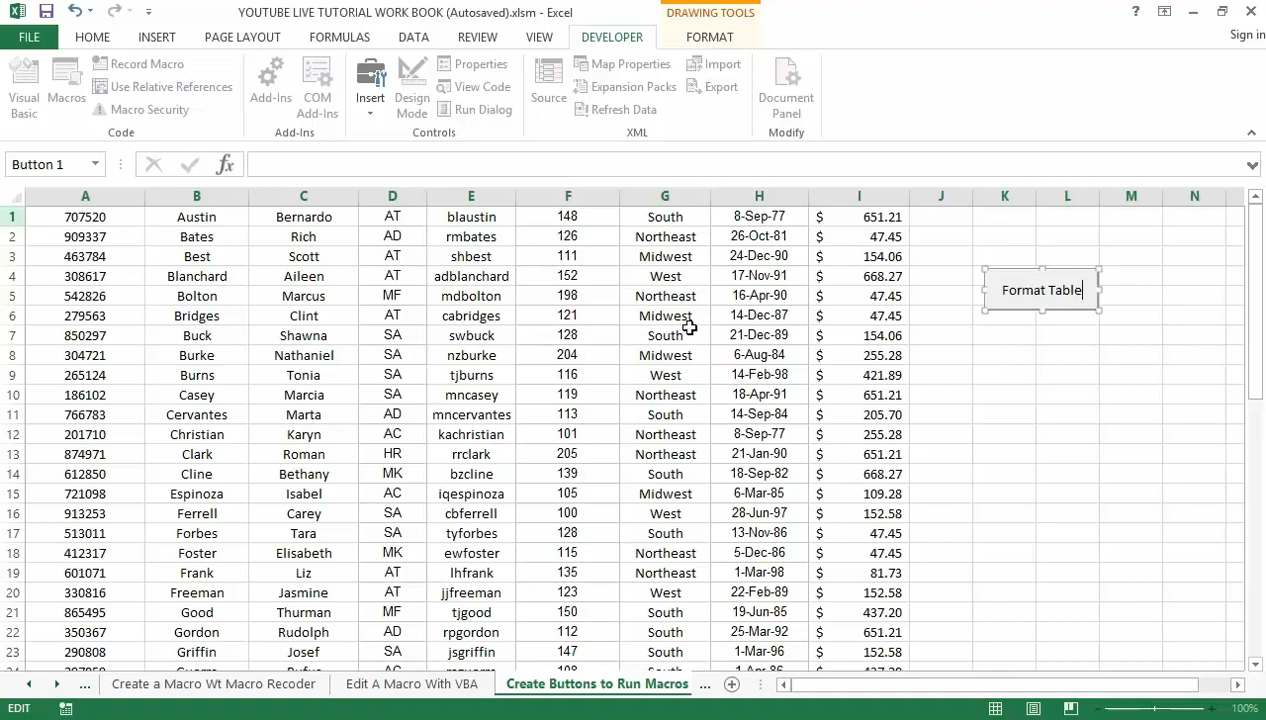 YOUTUBE LIVE TUTORIAL WORK BOOK (Autosaved).xlsm - Excel
DRAWING TOOLS
?
Sign in
FILE HOME INSERT PAGE LAYOUT FORMULAS DATA REVIEW VIEW DEVELOPER FORMAT
Visual Basic
Macros
Record Macro
Use Relative References
Macro Security
Code
Add-Ins
COM Add-Ins
Add-Ins
Insert
Design Mode
Properties
View Code
Run Dialog
Controls
Source
Map Properties
Expansion Packs
Refresh Data
Import
Export
XML
Document Panel
Modify
Button 1
fx
A B C D E F G H I J K L M N
1 707520 Austin Bernardo AT blaustin 148 South 8-Sep-77 $ 651.21
2 909337 Bates Rich AD rmbates 126 Northeast 26-Oct-81 $ 47.45
3 463784 Best Scott AT shbest 111 Midwest 24-Dec-90 $ 154.06
4 308617 Blanchard Aileen AT adblanchard 152 West 17-Nov-91 $ 668.27
5 542826 Bolton Marcus MF mdbolton 198 Northeast 16-Apr-90 $ 47.45
Format Table
6 279563 Bridges Clint AT cabridges 121 Midwest 14-Dec-87 $ 47.45
7 850297 Buck Shawna SA swbuck 128 South 21-Dec-89 $ 154.06
8 304721 Burke Nathaniel SA nzburke 204 Midwest 6-Aug-84 $ 255.28
9 265124 Burns Tonia SA tjburns 116 West 14-Feb-98 $ 421.89
10 186102 Casey Marcia SA mncasey 119 Northeast 18-Apr-91 $ 651.21
11 766783 Cervantes Marta AD mncervantes 113 South 14-Sep-84 $ 205.70
12 201710 Christian Karyn AC kachristian 101 Northeast 8-Sep-77 $ 255.28
13 874971 Clark Roman HR rrclark 205 Northeast 21-Jan-90 $ 651.21
14 612850 Cline Bethany MK bzcline 139 South 18-Sep-82 $ 668.27
15 721098 Espinoza Isabel AC iqespinoza 105 Midwest 6-Mar-85 $ 109.28
16 913253 Ferrell Carey SA cbferrell 100 West 28-Jun-97 $ 152.58
17 513011 Forbes Tara SA tyforbes 128 South 13-Nov-86 $ 47.45
18 412317 Foster Elisabeth MK ewfoster 115 Northeast 5-Dec-86 $ 47.45
19 601071 Frank Liz AT lhfrank 135 Northeast 1-Mar-98 $ 81.73
20 330816 Freeman Jasmine AT jjfreeman 123 West 22-Feb-89 $ 152.58
21 865495 Good Thurman MF tjgood 150 South 19-Jun-85 $ 437.20
22 350367 Gordon Rudolph AD rpgordon 112 South 25-Mar-92 $ 651.21
23 290808 Griffin Josef SA jsgriffin 147 South 1-Mar-96 $ 152.58
... Create a Macro Wt Macro Recoder Edit A Macro With VBA Create Buttons to Run Macros ...
EDIT
100%